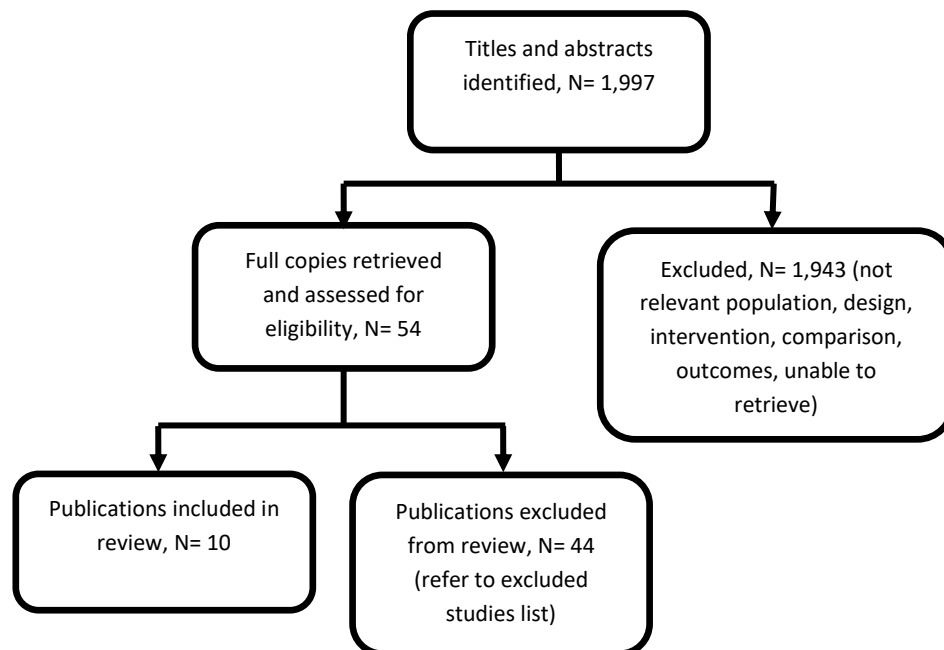 Titles and abstracts
identified, N= 1,997
Full copies retrieved
and assessed for
eligibility, N= 54
Excluded, N= 1,943 (not
relevant population, design,
intervention, comparison,
outcomes, unable to
retrieve)
Publications included in
review, N= 10
Publications excluded
from review, N= 44
(refer to excluded
studies list)